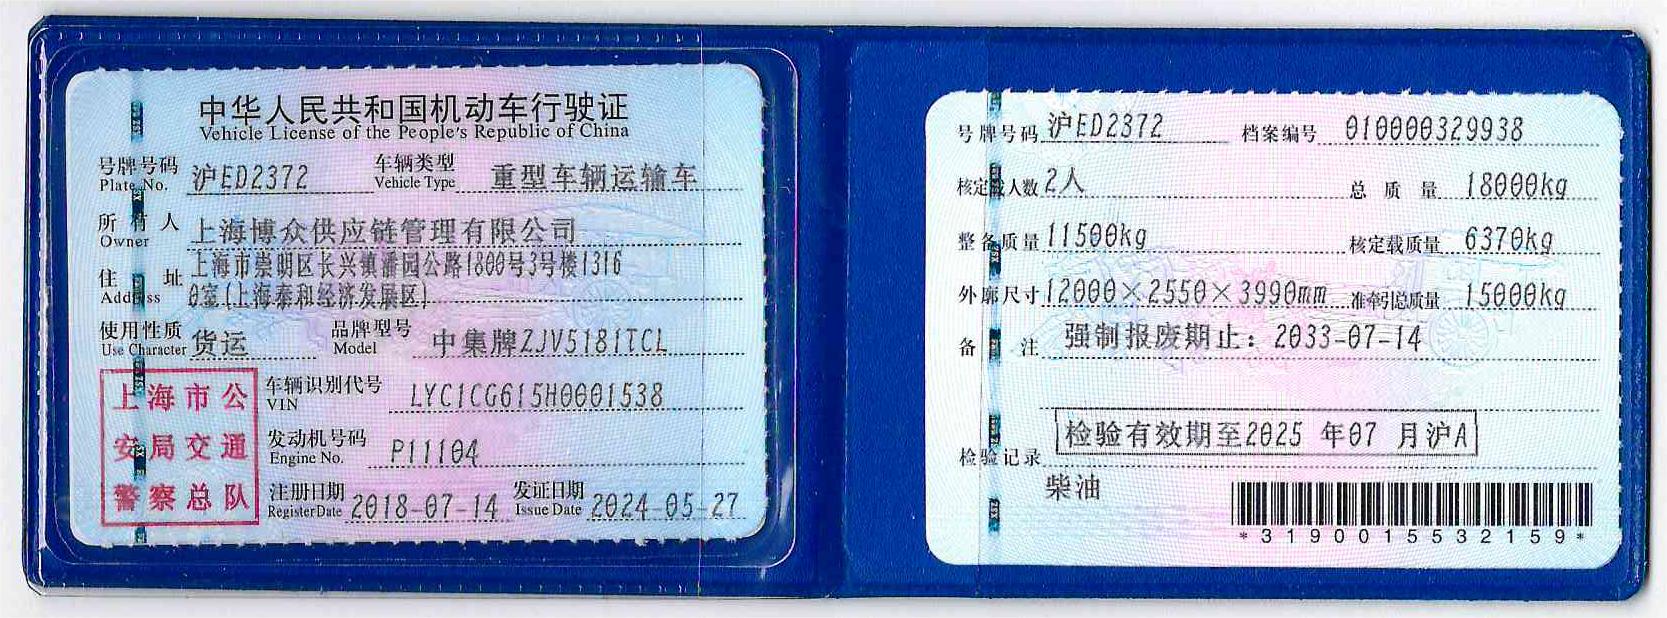 中华人民共和国机动车行驶证
Vehicle License of the People's Republic of China
号牌号码 Plate No. 沪ED2372 车辆类型 Vehicle Type 重型车辆运输车
所有人 Owner 上海博众供应链管理有限公司
住址 Address 上海市崇明区长兴镇潘园公路1800号3号楼1316
0室(上海泰和经济发展区)
使用性质 Use Character 货运 品牌型号 Model 中集牌ZJV5181TCL
车辆识别代号 VIN LYC1CG615H0001538
发动机号码 Engine No. P11104
注册日期 Register Date 2018-07-14 发证日期 Issue Date 2024-05-27
上海市公
安局交通
警察总队
号牌号码 沪ED2372 档案编号 010000329938
核定载人数 2人 总质量 18000kg
整备质量 11500kg 核定载质量 6370kg
外廓尺寸 12000×2550×3990mm 准牵引总质量 15000kg
备注 强制报废期止：2033-07-14
检验记录 检验有效期至2025 年07 月沪A
柴油
*3190015532159*